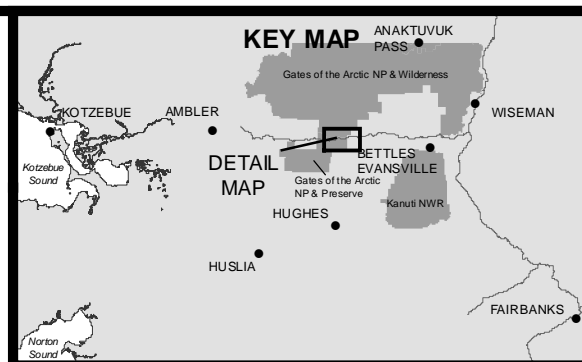 KEY MAP
ANAKTUVUK
PASS
Gates of the Arctic NP & Wilderness
KOTZEBUE
AMBLER
WISEMAN
Kotzebue
Sound
DETAIL
MAP
BETTLES
EVANSVILLE
Gates of the Arctic
NP & Preserve
Kanuti NWR
HUGHES
HUSLIA
FAIRBANKS
Norton
Sound